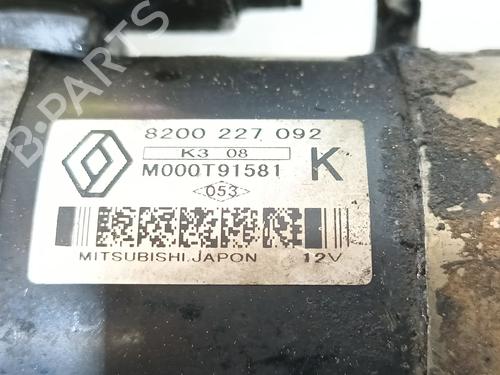 8200 227 092
K3 08
M000T91581 K
053
MITSUBISHI.JAPON 12V
B-PARTS